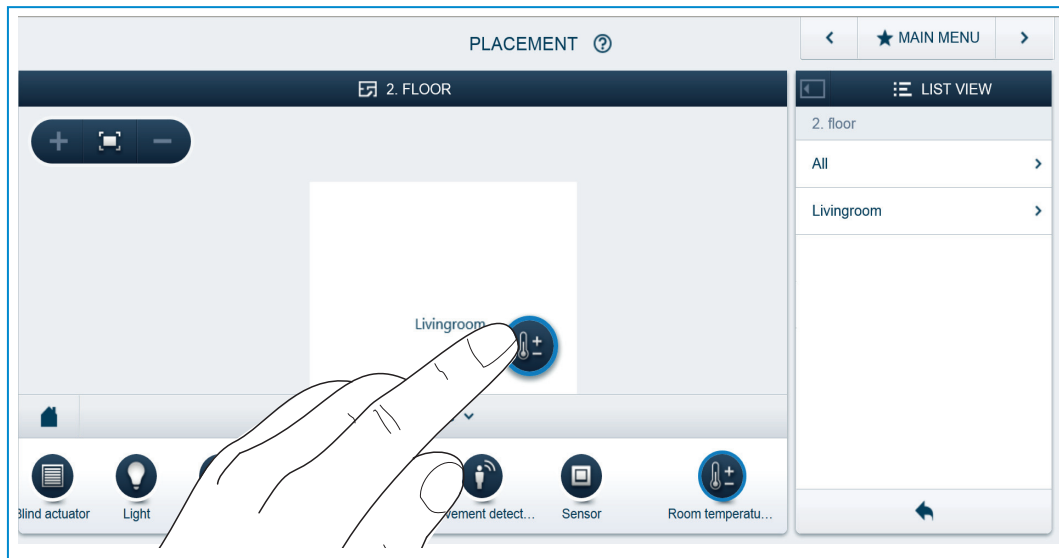 PLACEMENT ?
MAIN MENU
2. FLOOR
LIST VIEW
2. floor
All
Livingroom
Livingroom
Blind actuator
Light
vement detect...
Sensor
Room temperatu...